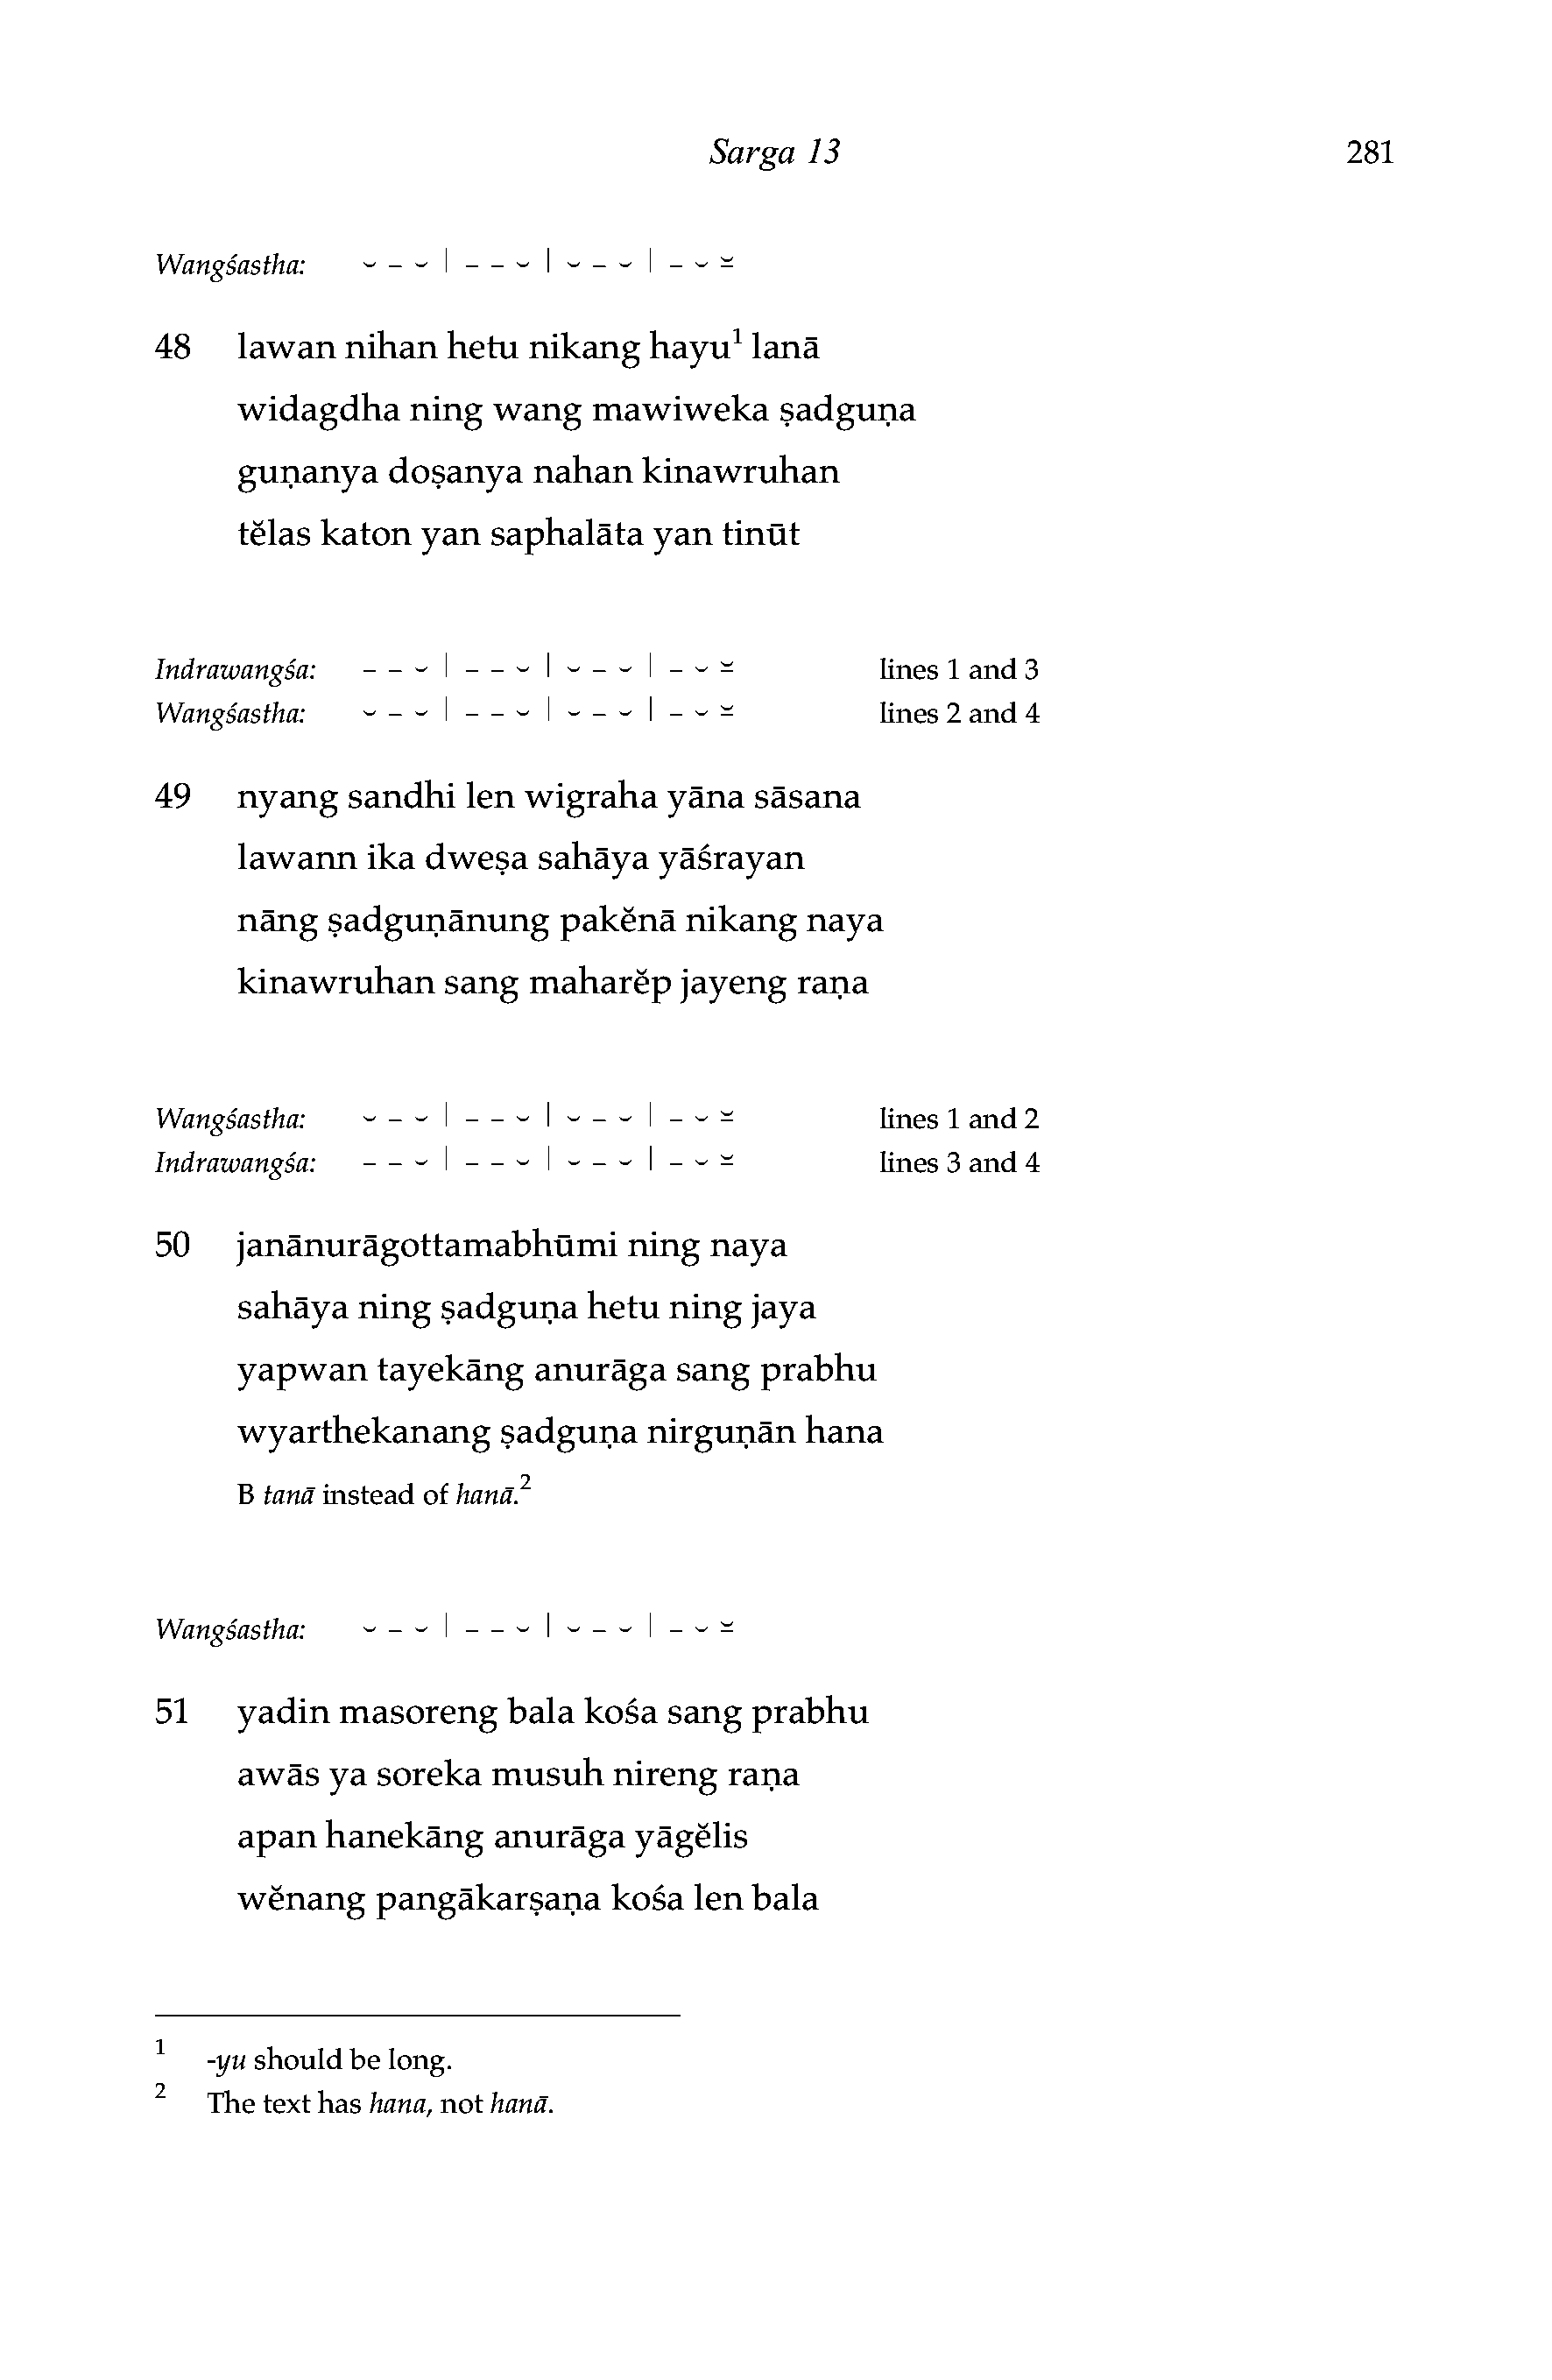 Sarga 13 281
Wangśastha: ⏑ – ⏑ | – – ⏑ | ⏑ – ⏑ | – ⏑ ⏓
48 lawan nihan hetu nikang hayu¹ lanā
widagdha ning wang mawiweka ṣadguṇa
guṇanya doṣanya nahan kinawruhan
tĕlas katon yan saphalāta yan tinūt
Indrawangśa: – – ⏑ | – – ⏑ | ⏑ – ⏑ | – ⏑ ⏓ lines 1 and 3
Wangśastha: ⏑ – ⏑ | – – ⏑ | ⏑ – ⏑ | – ⏑ ⏓ lines 2 and 4
49 nyang sandhi len wigraha yāna sāsana
lawann ika dweṣa sahāya yāśrayan
nāng ṣadguṇānung pakĕnā nikang naya
kinawruhan sang maharĕp jayeng raṇa
Wangśastha: ⏑ – ⏑ | – – ⏑ | ⏑ – ⏑ | – ⏑ ⏓ lines 1 and 2
Indrawangśa: – – ⏑ | – – ⏑ | ⏑ – ⏑ | – ⏑ ⏓ lines 3 and 4
50 janānurāgottamabhūmi ning naya
sahāya ning ṣadguṇa hetu ning jaya
yapwan tayekāng anurāga sang prabhu
wyarthekanang ṣadguṇa nirguṇān hana
B tanā instead of hanā.²
Wangśastha: ⏑ – ⏑ | – – ⏑ | ⏑ – ⏑ | – ⏑ ⏓
51 yadin masoreng bala kośa sang prabhu
awās ya soreka musuh nireng raṇa
apan hanekāng anurāga yāgĕlis
wĕnang pangākarṣaṇa kośa len bala
¹ -yu should be long.
² The text has hana, not hanā.